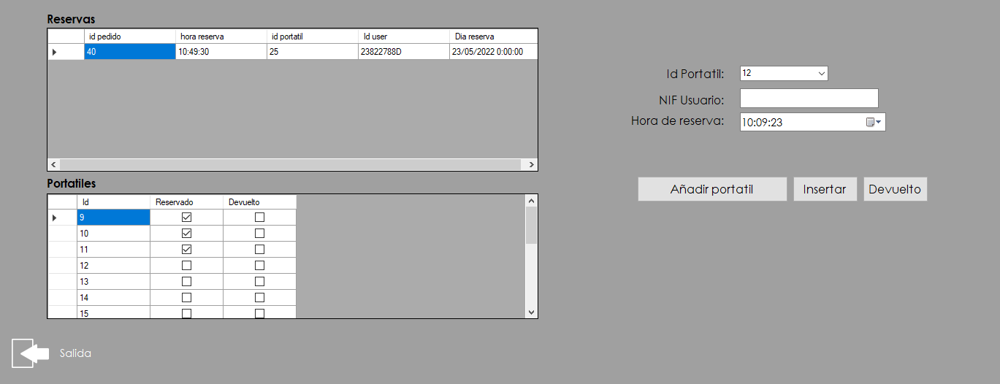 Reservas
id pedido hora reserva id portatil Id user Dia reserva
40 10:49:30 25 23822788D 23/05/2022 0:00:00
Id Portatil: 12
NIF Usuario:
Hora de reserva: 10:09:23
Portatiles
Añadir portatil Insertar Devuelto
Id Reservado Devuelto
9
10
11
12
13
14
15
Salida